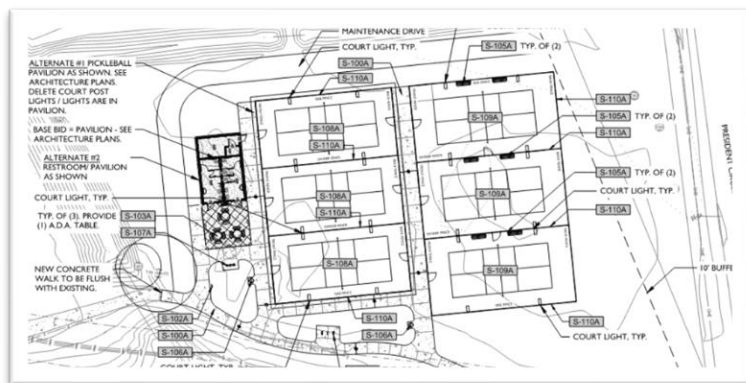 MAINTENANCE DRIVE
COURT LIGHT, TYP.
S-105A TYP. OF (2)
ALTERNATE #1 PICKLEBALL
PAVILION AS SHOWN. SEE
ARCHITECTURE PLANS.
DELETE COURT POST
LIGHTS / LIGHTS ARE IN
PAVILION.
S-100A
S-110A
BASE BID = PAVILION - SEE
ARCHITECTURE PLANS.
ALTERNATE #2
RESTROOM/ PAVILION
AS SHOWN
COURT LIGHT, TYP.
TYP. OF (3). PROVIDE
(1) A.D.A. TABLE.
S-103A
S-107A
NEW CONCRETE
WALK TO BE FLUSH
WITH EXISTING.
S-102A
S-100A
S-106A
COURT LIGHT, TYP.
S-108A
S-110A
S-108A
S-110A
S-108A
S-110A
S-106A
S-109A
S-109A
S-109A
S-110A
S-105A TYP. OF (2)
S-110A
S-105A TYP. OF (2)
COURT LIGHT, TYP.
S-110A
S-110A
COURT LIGHT, TYP.
10' BUFFE